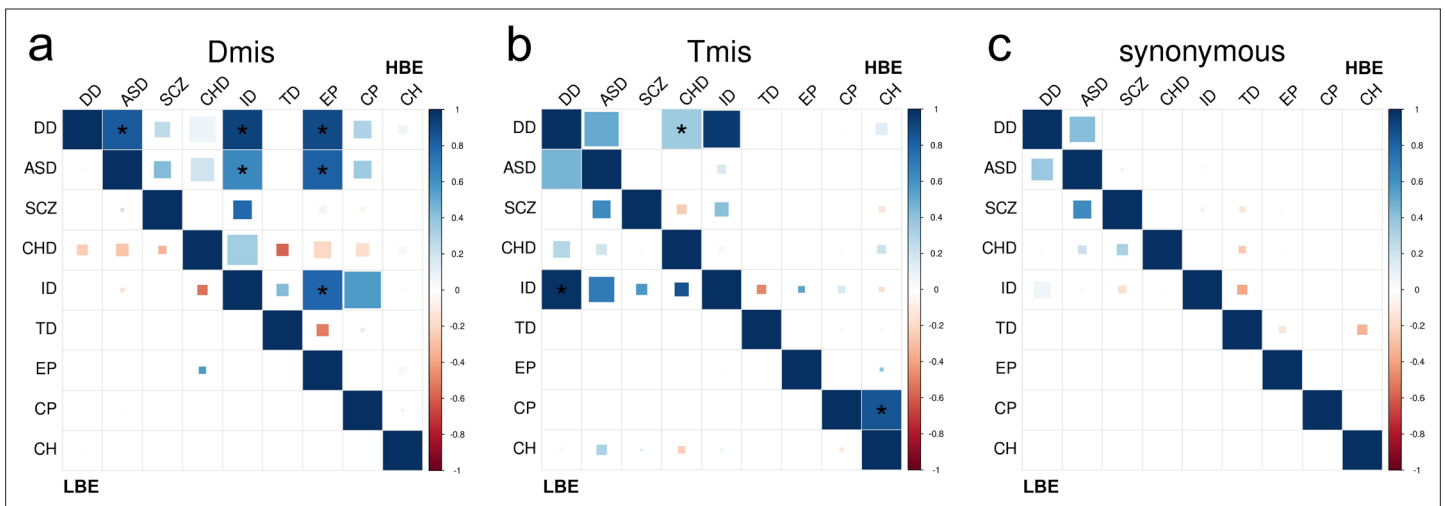 a
Dmis
HBE
DD ASD SCZ CHD ID TD EP CP CH
DD
ASD
SCZ
CHD
ID
TD
EP
CP
CH
LBE
1
0.8
0.6
0.4
0.2
0
-0.2
-0.4
-0.6
-0.8
-1
* * *
* *
*
b
Tmis
HBE
DD ASD SCZ CHD ID TD EP CP CH
DD
ASD
SCZ
CHD
ID
TD
EP
CP
CH
LBE
1
0.8
0.6
0.4
0.2
0
-0.2
-0.4
-0.6
-0.8
-1
*
*
*
c
synonymous
HBE
DD ASD SCZ CHD ID TD EP CP CH
DD
ASD
SCZ
CHD
ID
TD
EP
CP
CH
LBE
1
0.8
0.6
0.4
0.2
0
-0.2
-0.4
-0.6
-0.8
-1